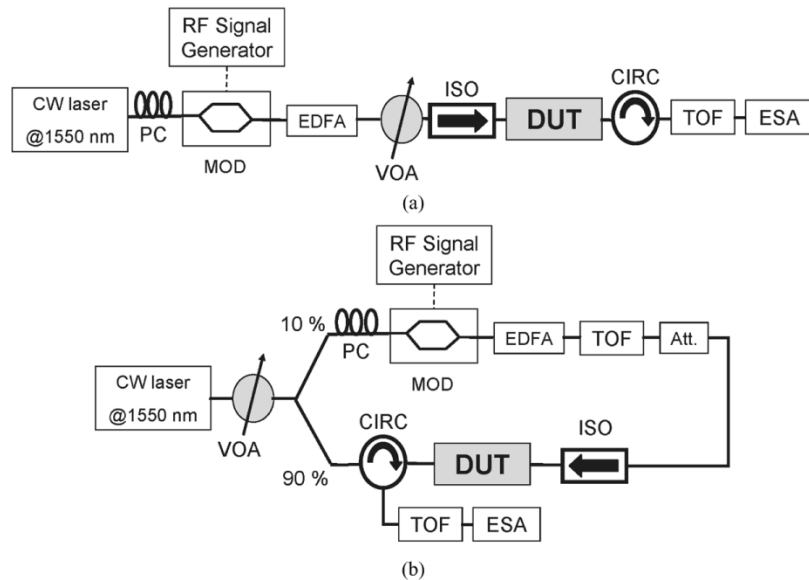 RF Signal
Generator
CW laser
@1550 nm
PC
MOD
EDFA
VOA
ISO
DUT
CIRC
TOF
ESA
(a)
RF Signal
Generator
10 %
PC
MOD
EDFA
TOF
Att.
CW laser
@1550 nm
VOA
90 %
CIRC
DUT
ISO
TOF
ESA
(b)